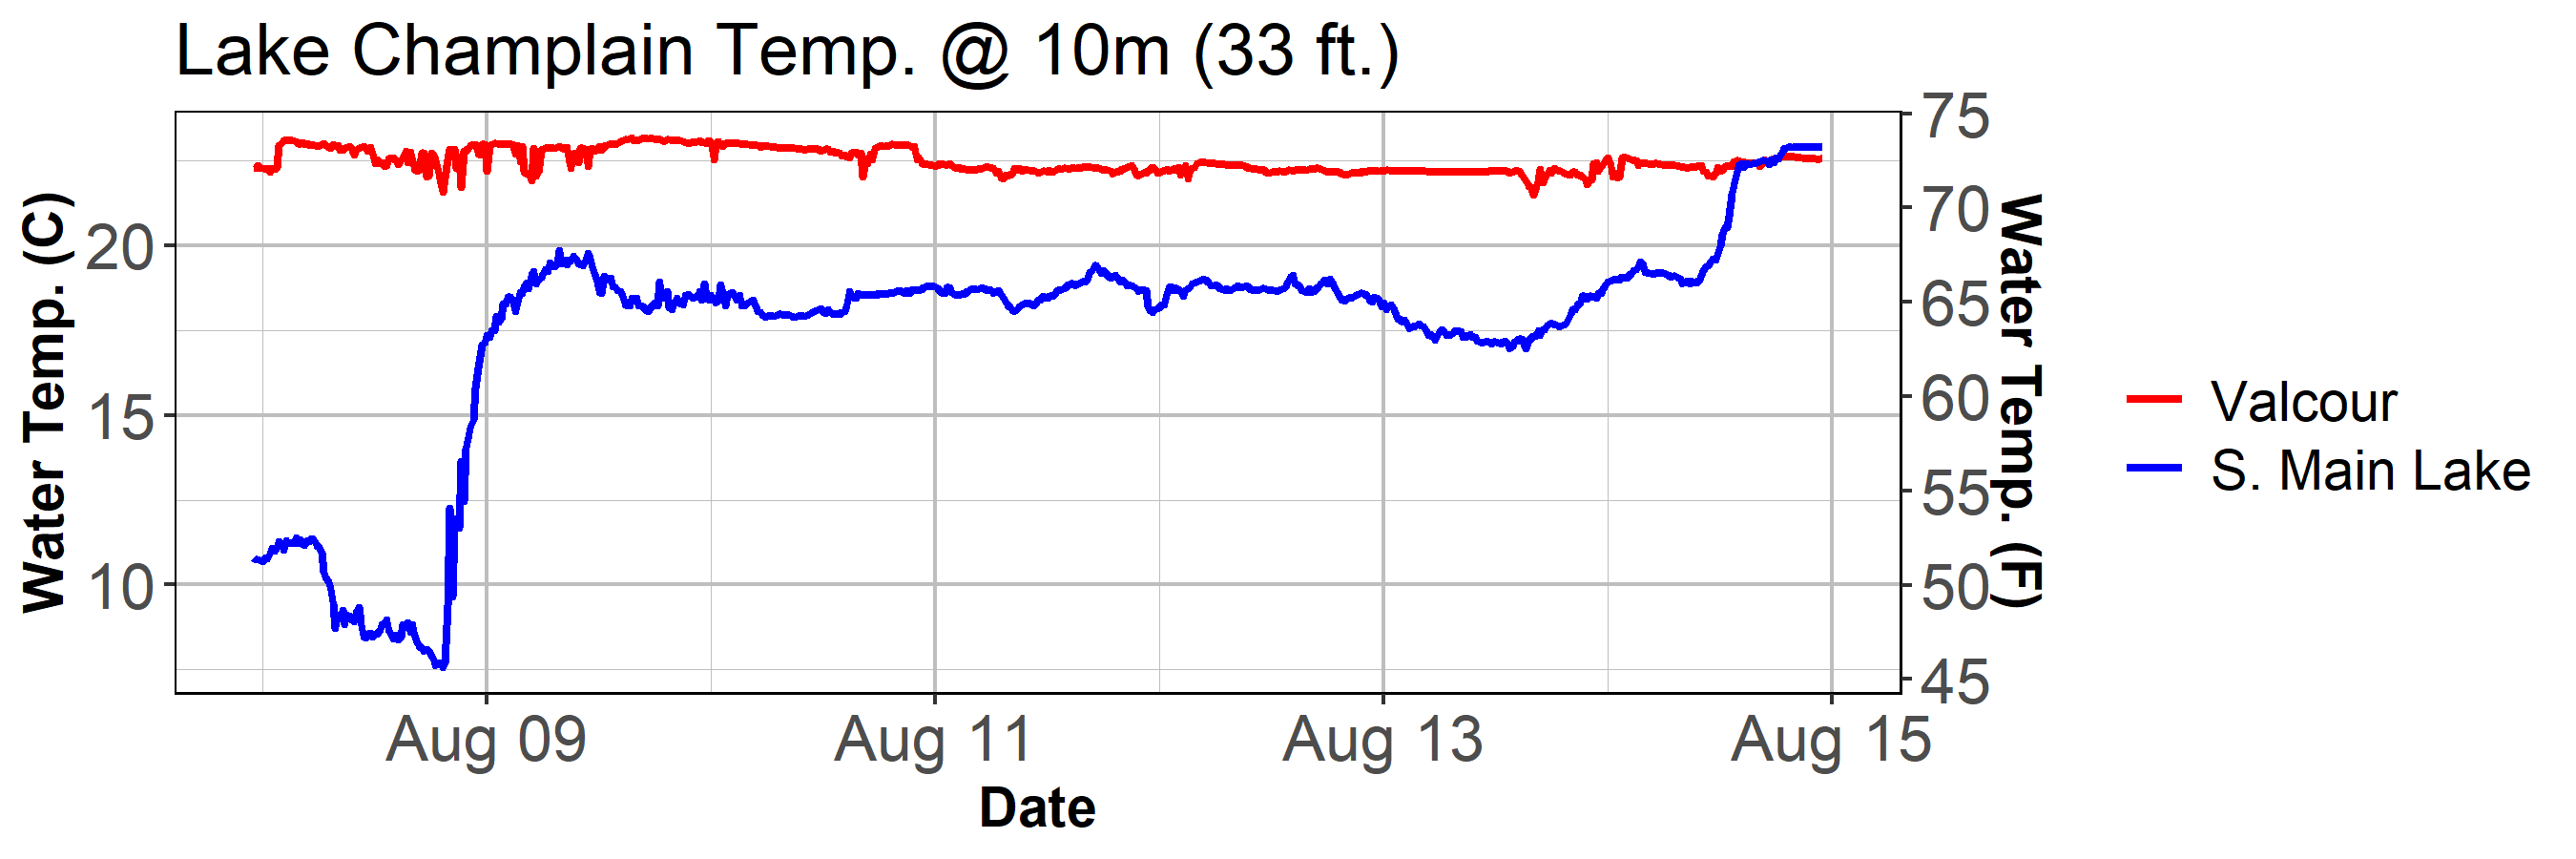 Lake Champlain Temp. @ 10m (33 ft.)
Water Temp. (C)
20
15
10
75
70
65
60
55
50
45
Water Temp. (F)
Aug 09
Aug 11
Aug 13
Aug 15
Date
Valcour
S. Main Lake